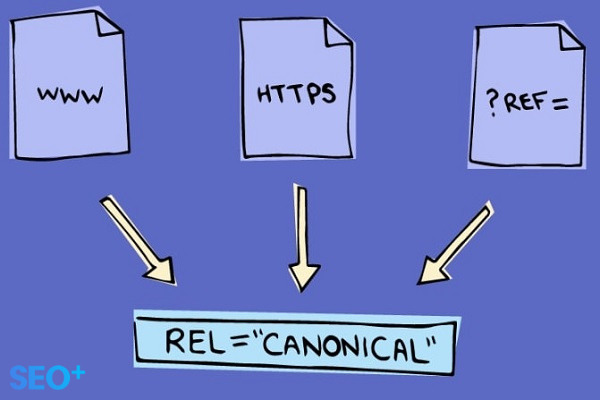 WWW
HTTPS
?REF=
REL="CANONICAL"
SEO+